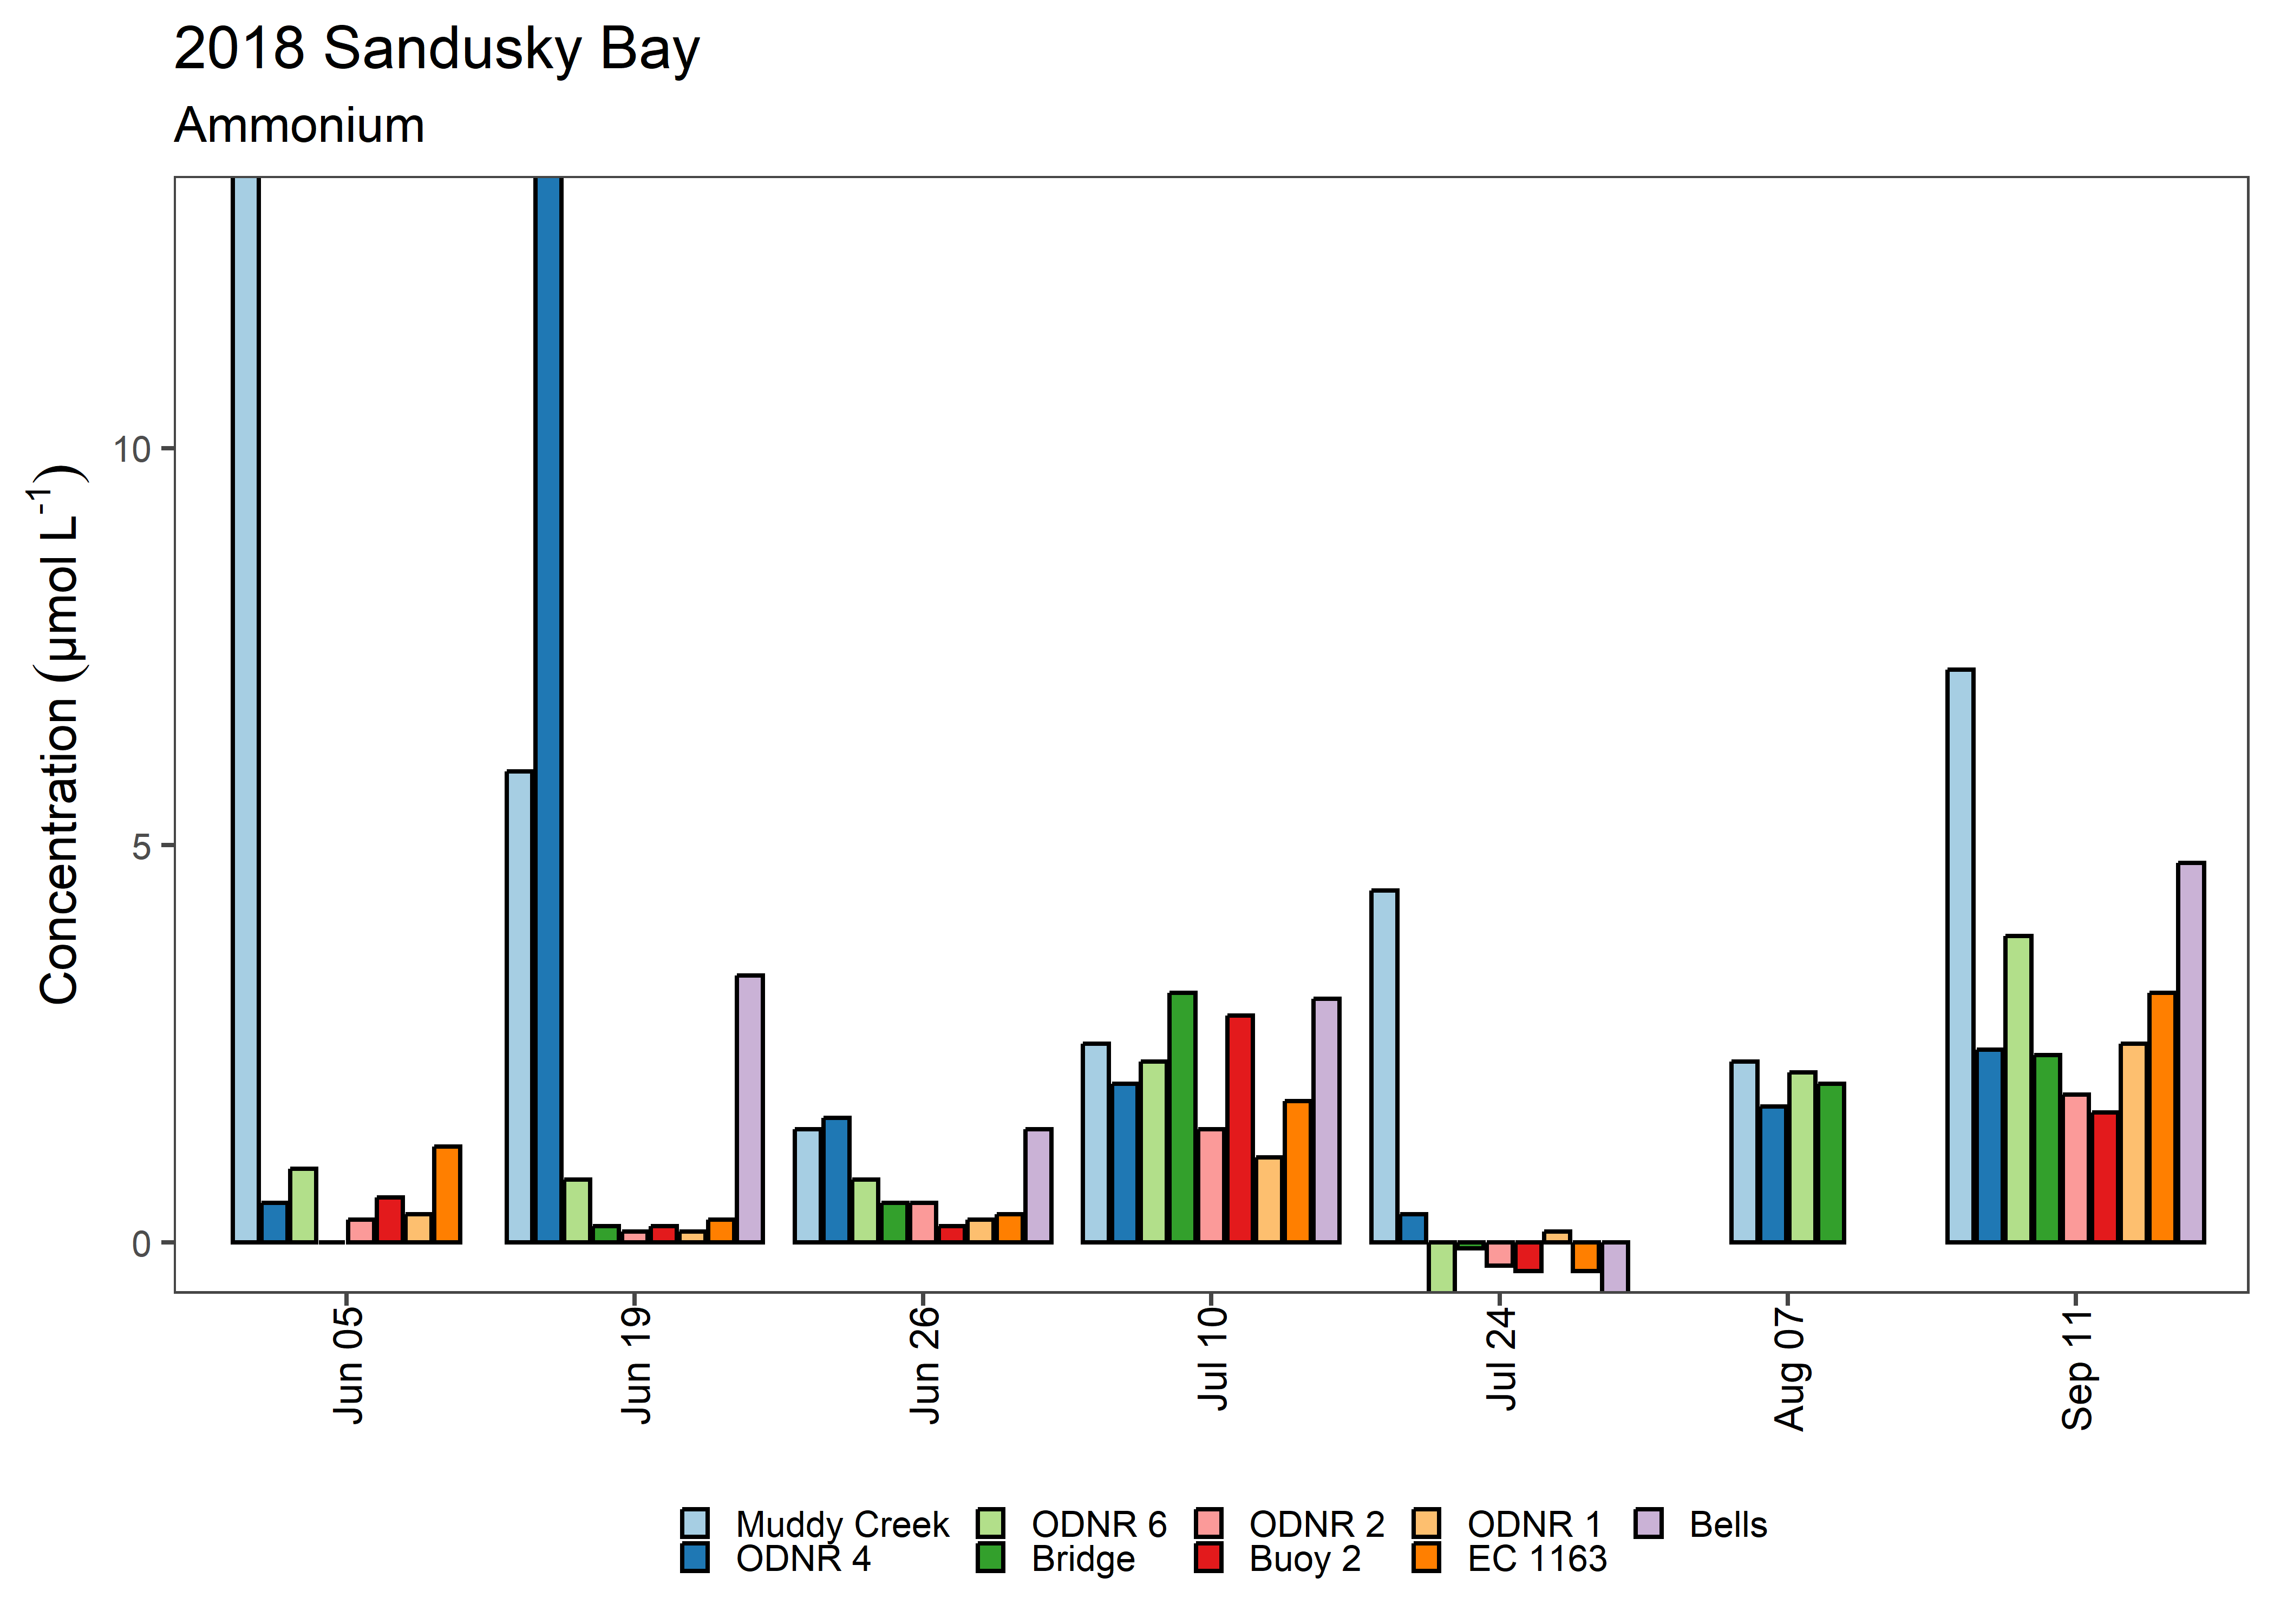 2018 Sandusky Bay
Ammonium
Concentration (µmol L⁻¹)
10
5
0
Jun 05
Jun 19
Jun 26
Jul 10
Jul 24
Aug 07
Sep 11
Muddy Creek ODNR 6 ODNR 2 ODNR 1 Bells
ODNR 4 Bridge Buoy 2 EC 1163